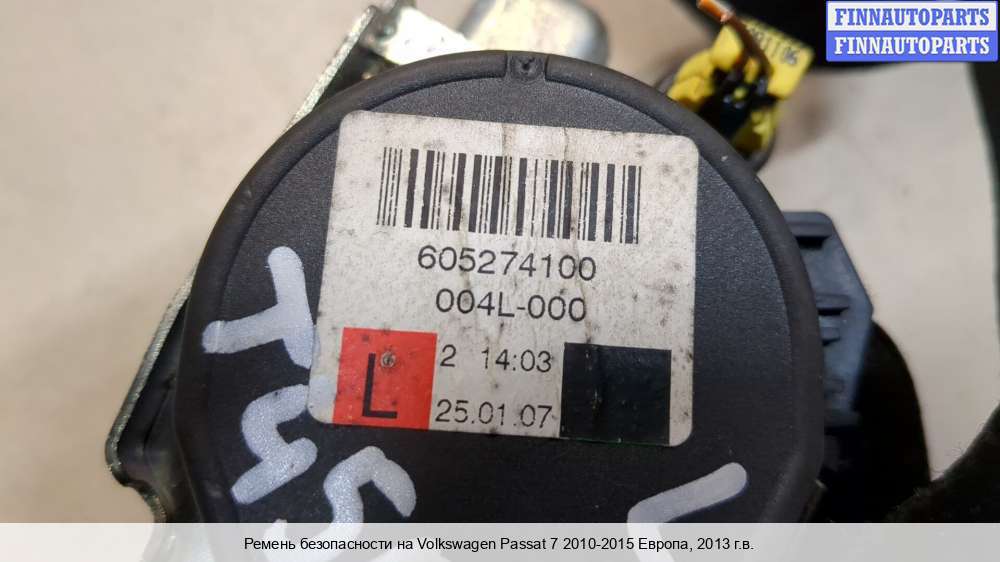 FINNAUTOPARTS
FINNAUTOPARTS
605274100
004L-000
L
2 14:03
25.01.07
L
Ремень безопасности на Volkswagen Passat 7 2010-2015 Европа, 2013 г.в.